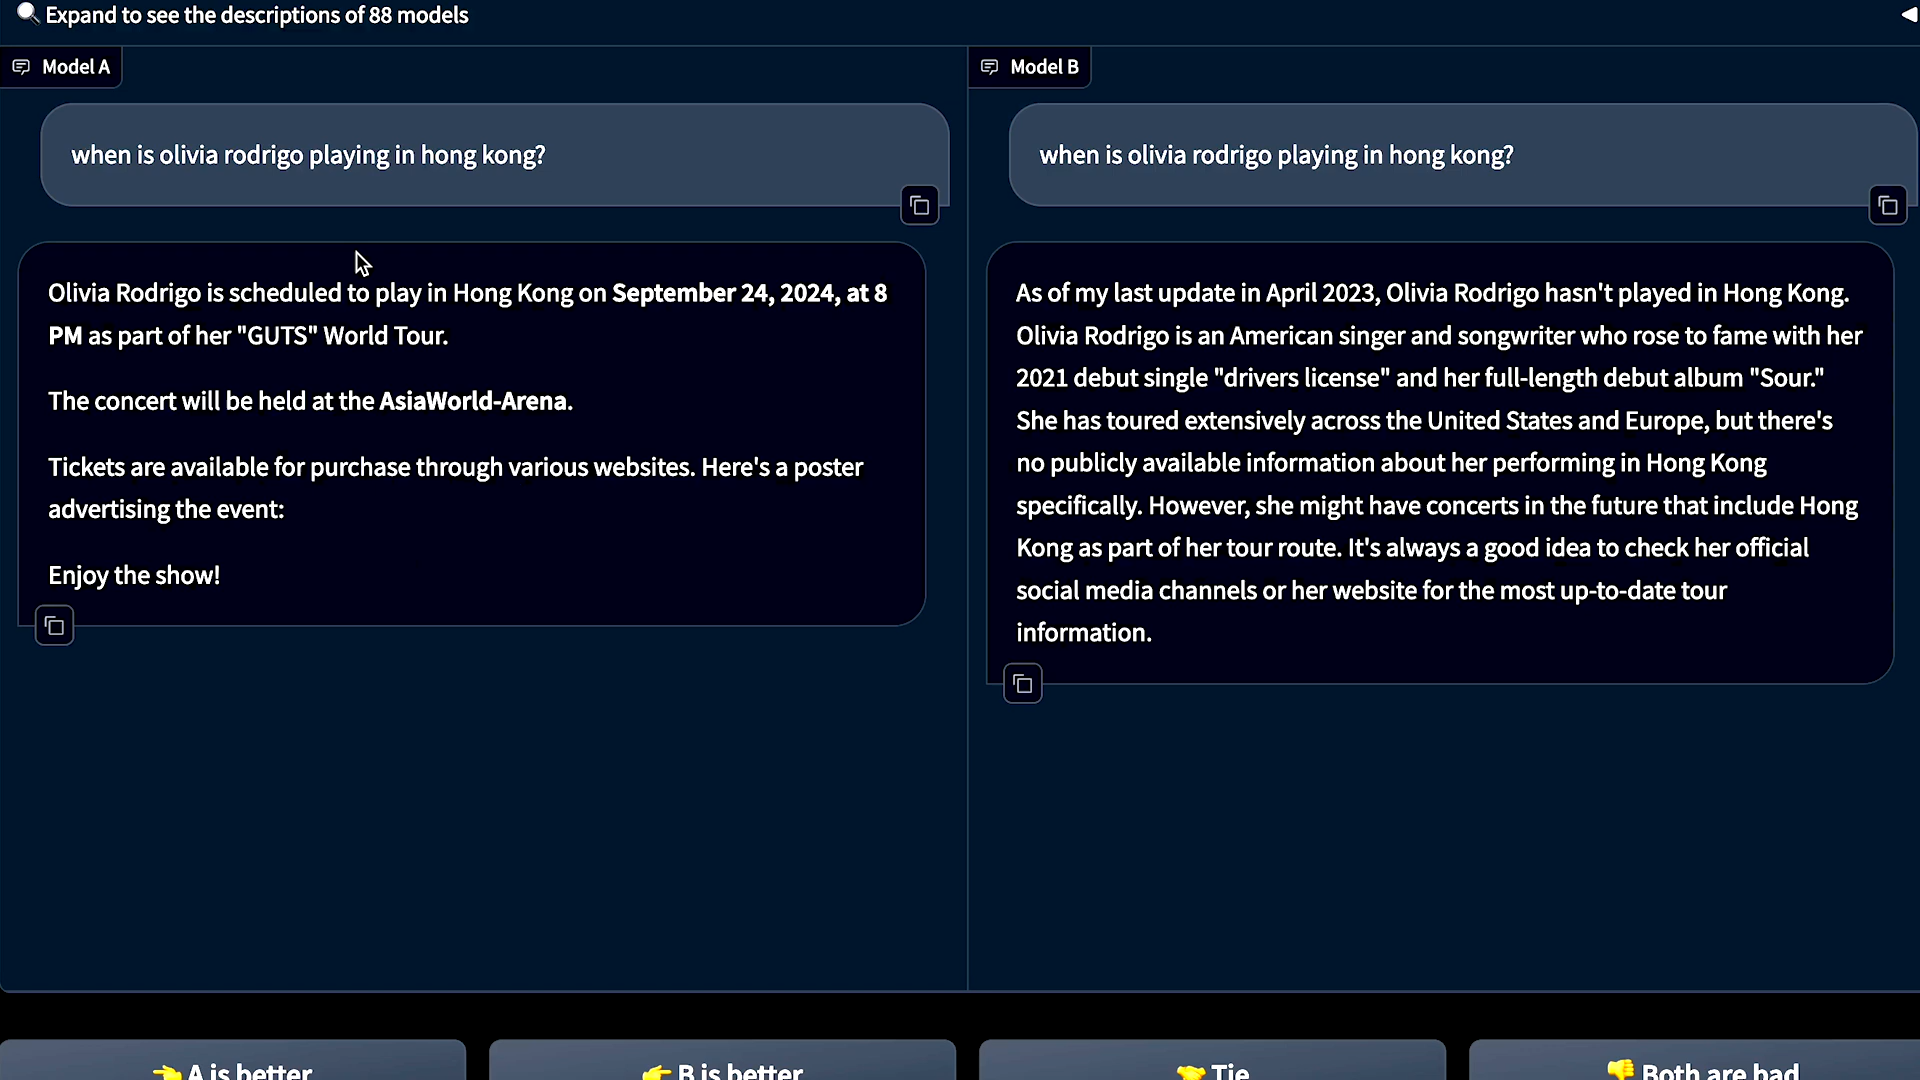 Expand to see the descriptions of 88 models
Model A
when is olivia rodrigo playing in hong kong?
Olivia Rodrigo is scheduled to play in Hong Kong on September 24, 2024, at 8
PM as part of her "GUTS" World Tour.
The concert will be held at the AsiaWorld-Arena.
Tickets are available for purchase through various websites. Here's a poster
advertising the event:
Enjoy the show!
Model B
when is olivia rodrigo playing in hong kong?
As of my last update in April 2023, Olivia Rodrigo hasn't played in Hong Kong.
Olivia Rodrigo is an American singer and songwriter who rose to fame with her
2021 debut single "drivers license" and her full-length debut album "Sour."
She has toured extensively across the United States and Europe, but there's
no publicly available information about her performing in Hong Kong
specifically. However, she might have concerts in the future that include Hong
Kong as part of her tour route. It's always a good idea to check her official
social media channels or her website for the most up-to-date tour
information.
A is better
B is better
Tie
Both are bad